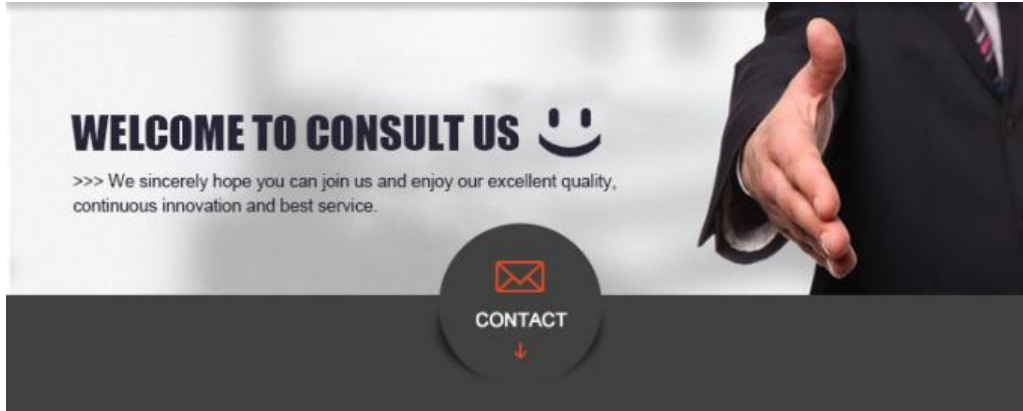 WELCOME TO CONSULT US
>>> We sincerely hope you can join us and enjoy our excellent quality,
continuous innovation and best service.
CONTACT